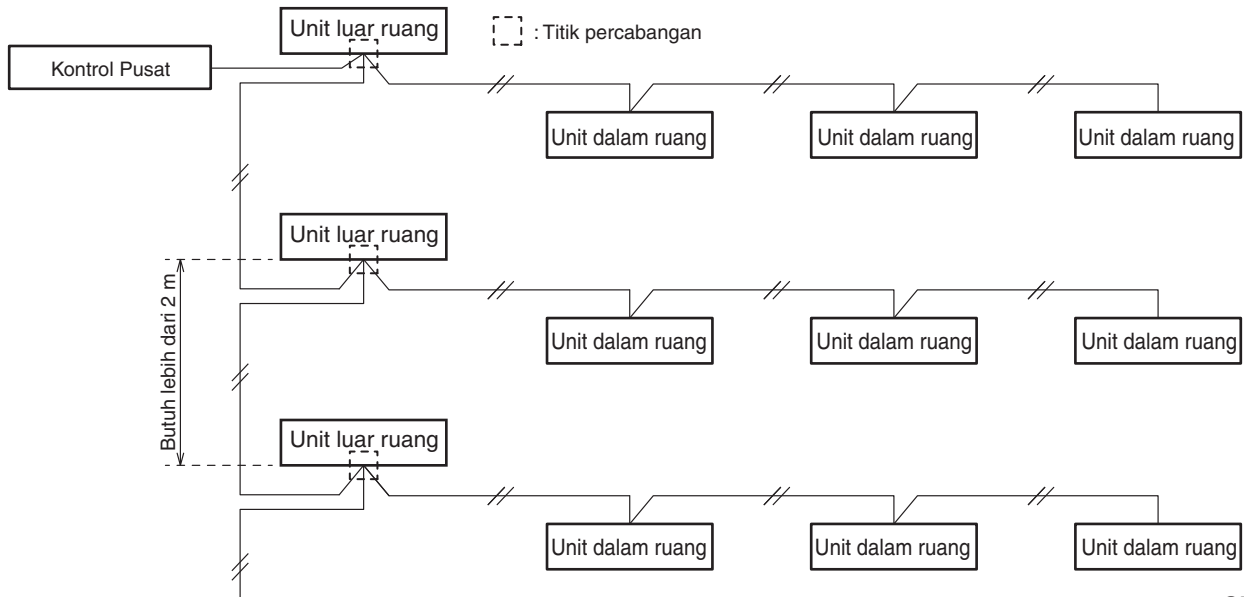 Unit luar ruang
: Titik percabangan
Kontrol Pusat
Unit dalam ruang
Unit dalam ruang
Unit dalam ruang
Unit luar ruang
Butuh lebih dari 2 m
Unit dalam ruang
Unit dalam ruang
Unit dalam ruang
Unit luar ruang
Unit dalam ruang
Unit dalam ruang
Unit dalam ruang